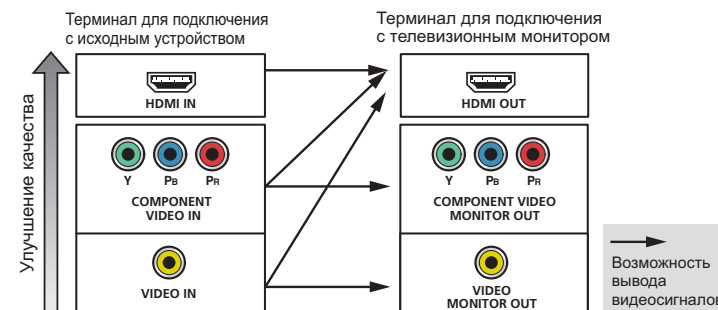 Терминал для подключения
с исходным устройством
Терминал для подключения
с телевизионным монитором
Улучшение качества
HDMI IN
HDMI OUT
Y PB PR
COMPONENT
VIDEO IN
Y PB PR
COMPONENT VIDEO
MONITOR OUT
VIDEO IN
VIDEO
MONITOR OUT
Возможность
вывода
видеосигналов